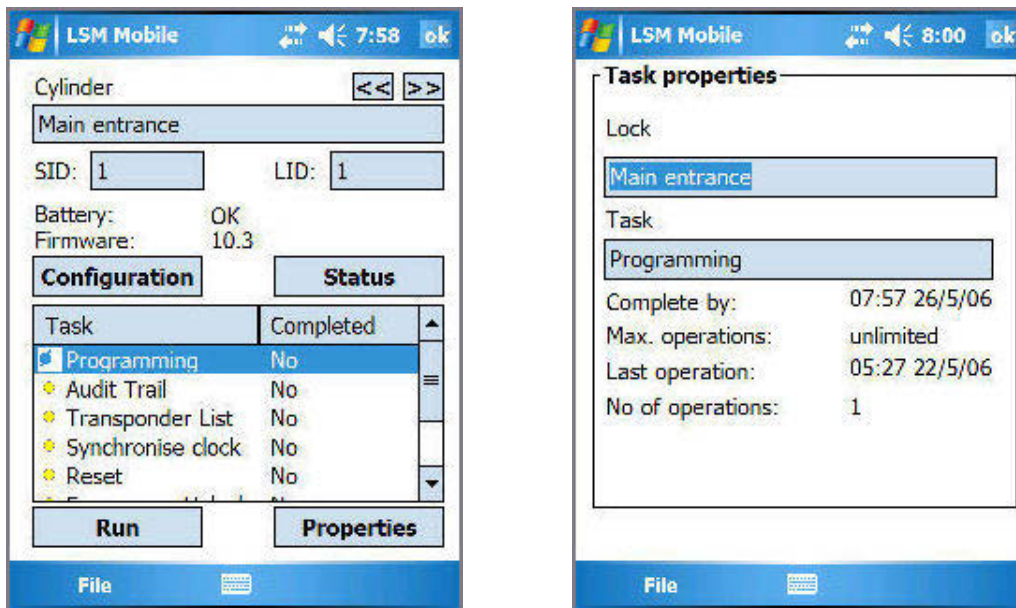 LSM Mobile 7:58 ok
Cylinder << >>
Main entrance
SID: 1 LID: 1
Battery: OK
Firmware: 10.3
Configuration Status
Task Completed
Programming No
Audit Trail No
Transponder List No
Synchronise clock No
Reset No
Run Properties
File
LSM Mobile 8:00 ok
Task properties
Lock
Main entrance
Task
Programming
Complete by: 07:57 26/5/06
Max. operations: unlimited
Last operation: 05:27 22/5/06
No of operations: 1
File